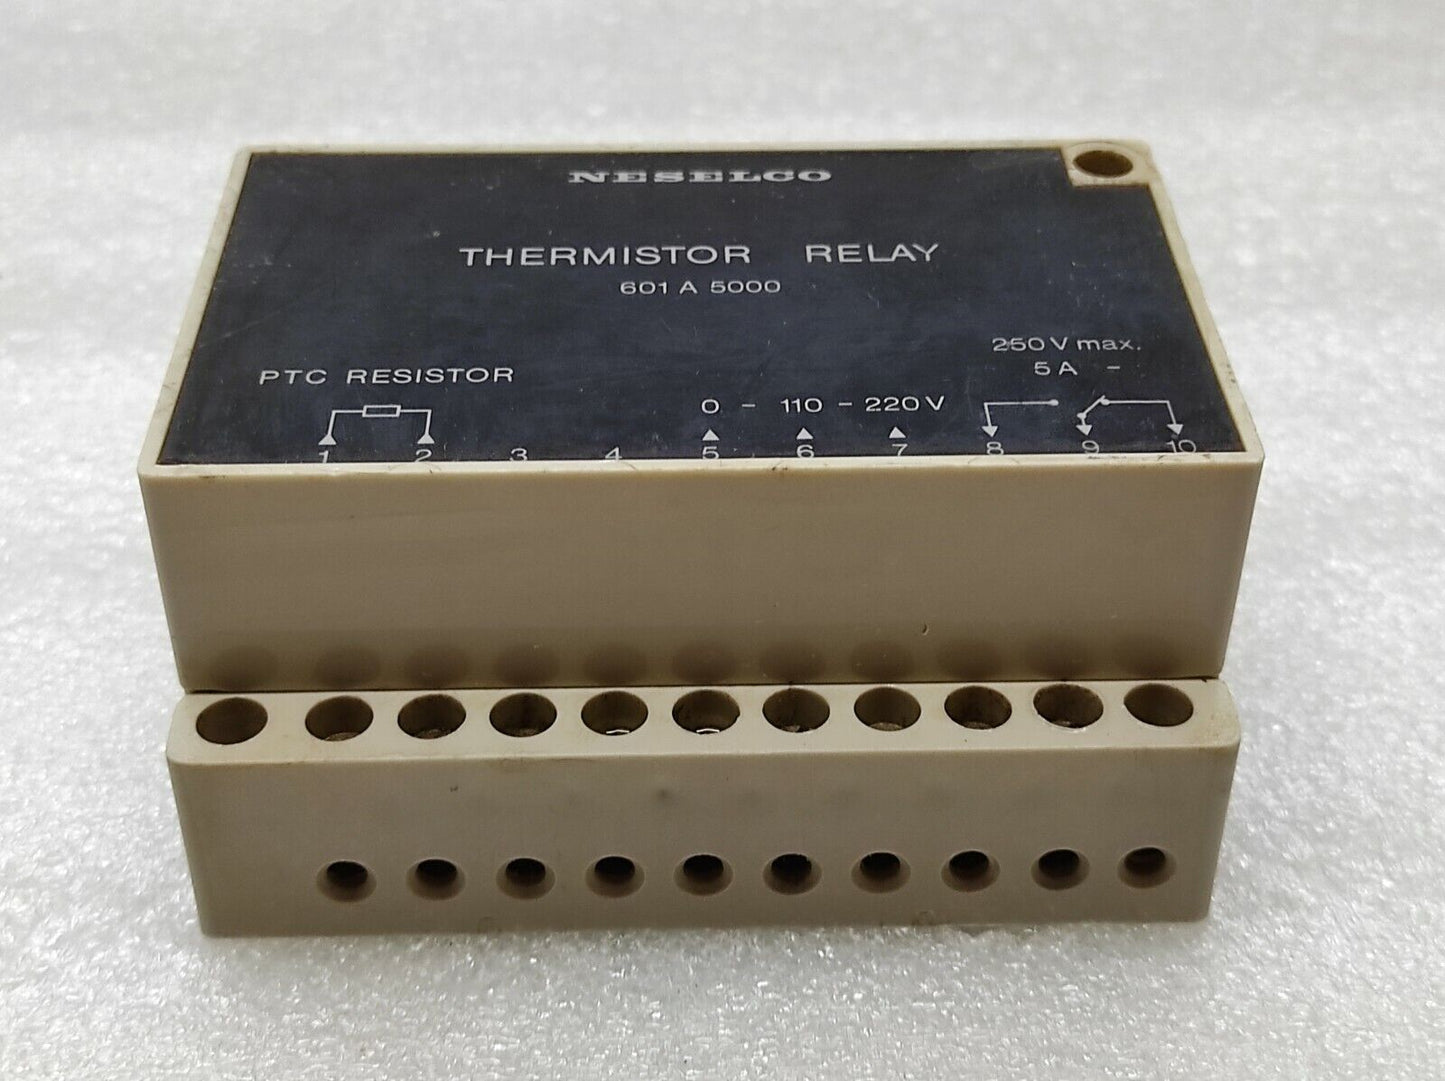 NESELCO
THERMISTOR RELAY
601 A 5000
250 V max.
5 A -
PTC RESISTOR
0 - 110 - 220 V
1 2 3 4 5 6 7 8 9 10